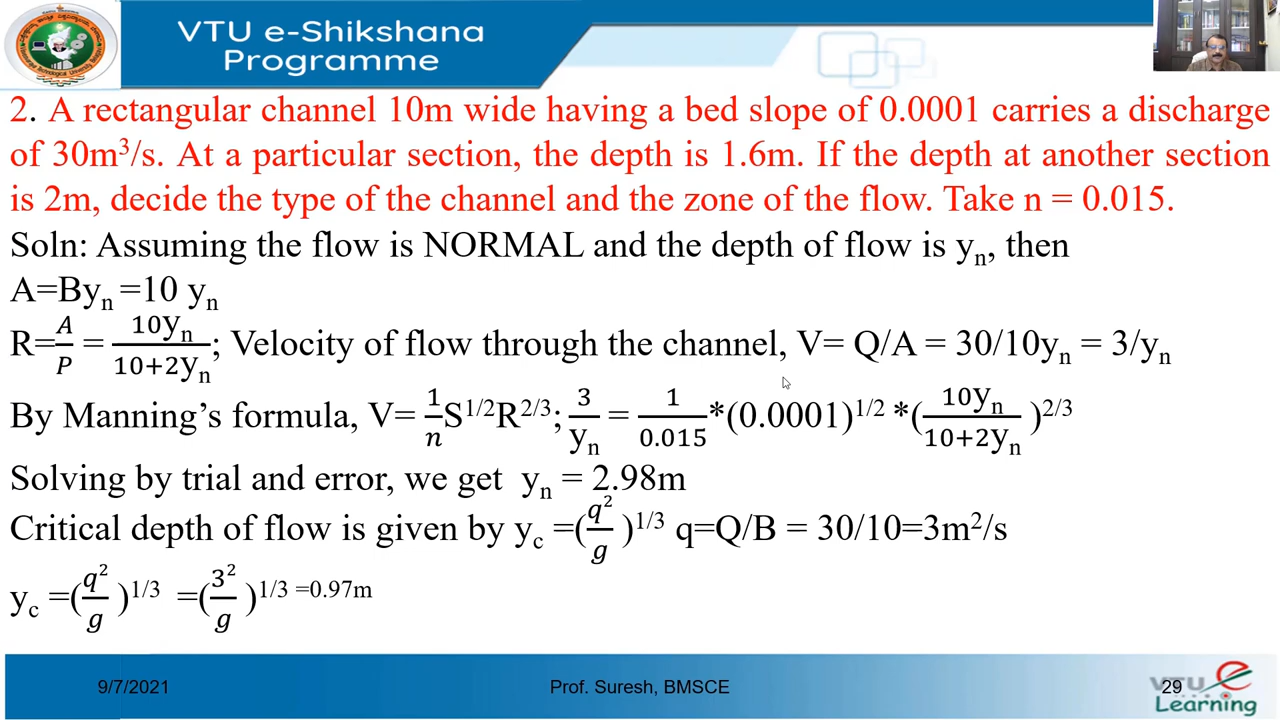 VTU e-Shikshana
Programme
2. A rectangular channel 10m wide having a bed slope of 0.0001 carries a discharge
of 30m³/s. At a particular section, the depth is 1.6m. If the depth at another section
is 2m, decide the type of the channel and the zone of the flow. Take n = 0.015.
Soln: Assuming the flow is NORMAL and the depth of flow is yₙ, then
A=Byₙ =10 yₙ
R=A/P = 10yₙ/(10+2yₙ); Velocity of flow through the channel, V= Q/A = 30/10yₙ = 3/yₙ
By Manning’s formula, V= 1/n S^1/2 R^2/3; 3/yₙ = 1/0.015 *(0.0001)^1/2 *(10yₙ/(10+2yₙ))^2/3
Solving by trial and error, we get yₙ = 2.98m
Critical depth of flow is given by y_c =(q²/g)^1/3 q=Q/B = 30/10=3m²/s
y_c =(q²/g)^1/3 =(3²/g)^1/3 =0.97m
9/7/2021
Prof. Suresh, BMSCE
29
VTU e
Learning